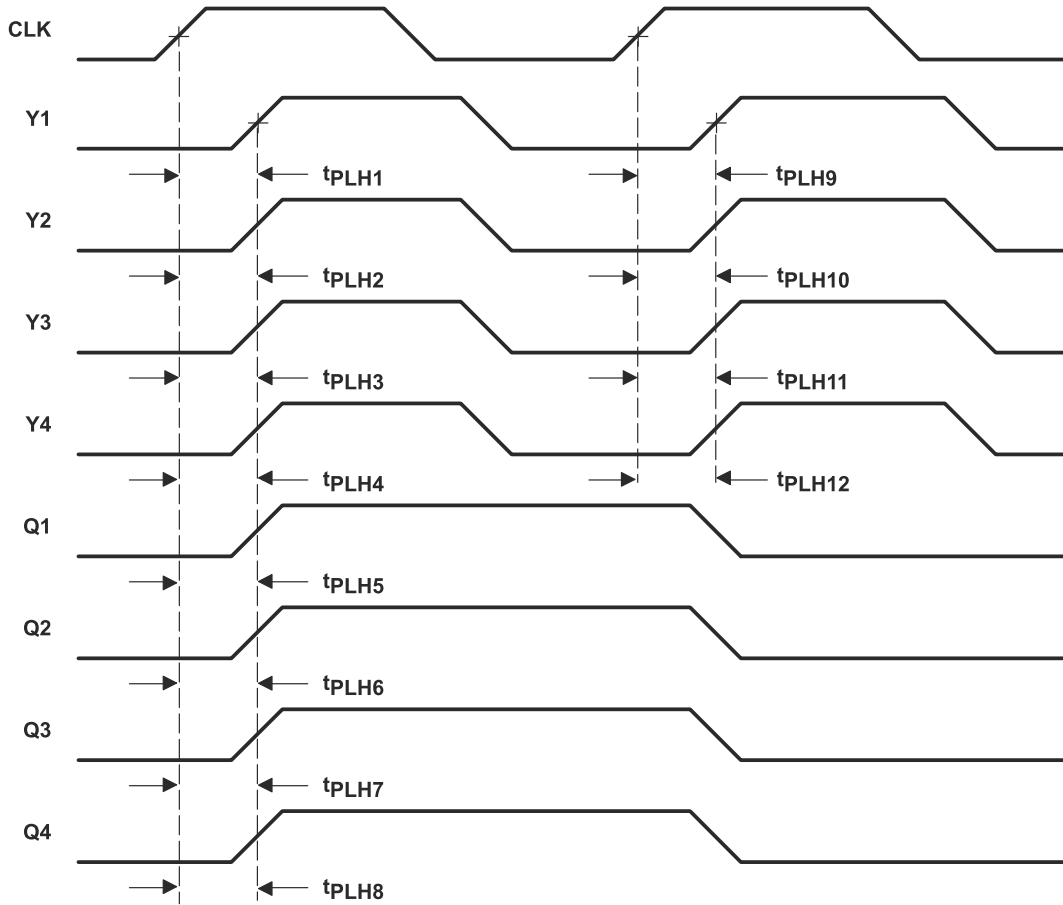 CLK
Y1
tPLH1 tPLH9
Y2
tPLH2 tPLH10
Y3
tPLH3 tPLH11
Y4
tPLH4 tPLH12
Q1
tPLH5
Q2
tPLH6
Q3
tPLH7
Q4
tPLH8